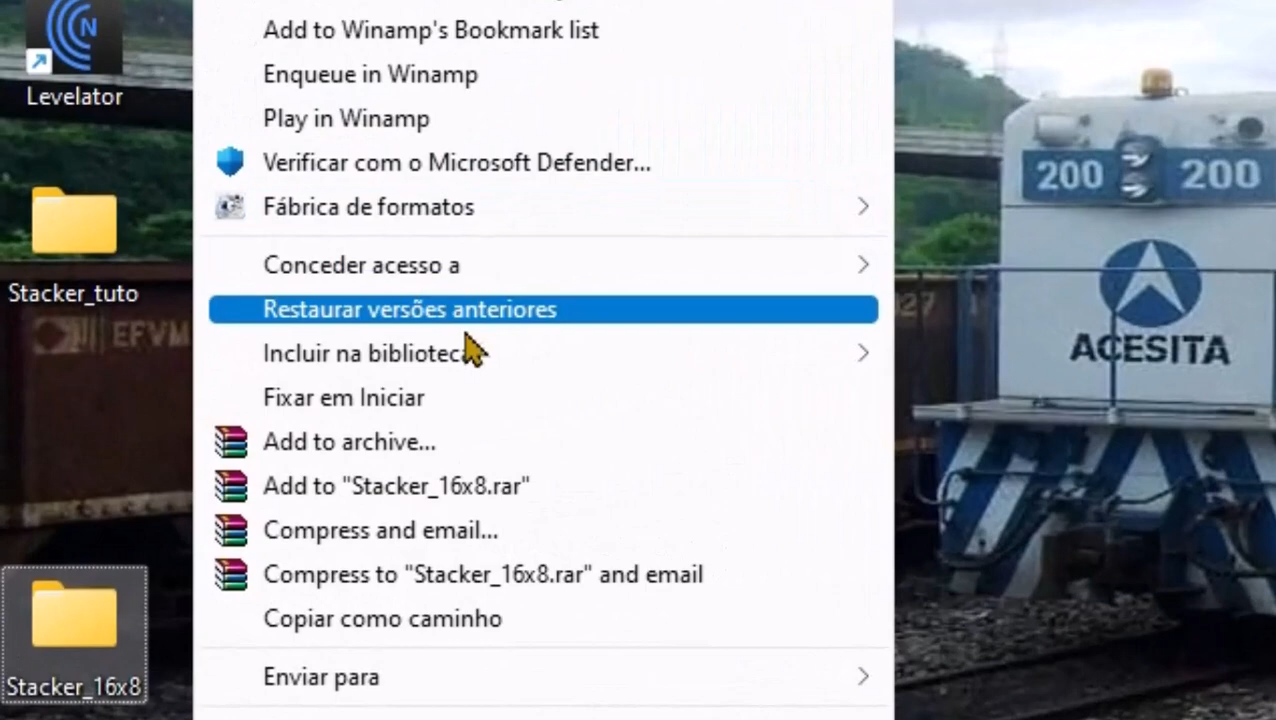 Levelator
Stacker_tuto
Stacker_16x8
Add to Winamp's Bookmark list
Enqueue in Winamp
Play in Winamp
Verificar com o Microsoft Defender...
Fábrica de formatos
Conceder acesso a
Restaurar versões anteriores
Incluir na biblioteca
Fixar em Iniciar
Add to archive...
Add to "Stacker_16x8.rar"
Compress and email...
Compress to "Stacker_16x8.rar" and email
Copiar como caminho
Enviar para
EFVM
200 200
ACESITA